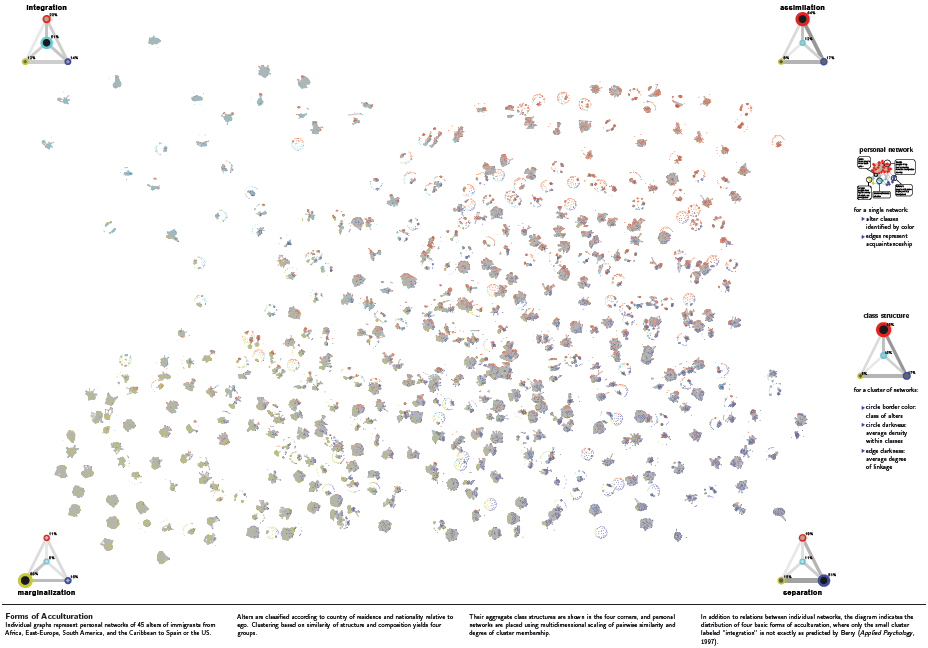 integration
assimilation
personal network
for a single network:
alter classes
identified by color
edges represent
acquaintanceship
class structure
for a cluster of networks:
circle border color:
class of alters
circle darkness:
average density
within classes
edge darkness:
average degree
of linkage
marginalization
separation
Forms of Acculturation
Individual graphs represent personal networks of 45 alters of immigrants from
Africa, East-Europe, South America, and the Caribbean to Spain or the US.
Alters are classified according to country of residence and nationality relative to
ego. Clustering based on similarity of structure and composition yields four
groups.
Their aggregate class structures are shown in the four corners, and personal
networks are placed using multidimensional scaling of pairwise similarity and
degree of cluster membership.
In addition to relations between individual networks, the diagram indicates the
distribution of four basic forms of acculturation, where only the small cluster
labeled "integration" is not exactly as predicted by Berry (Applied Psychology,
1997).